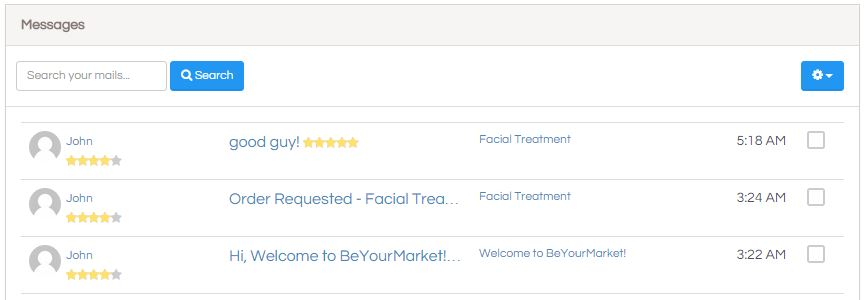 Messages
Search your mails...
Search
John
good guy!
Facial Treatment
5:18 AM
John
Order Requested - Facial Trea...
Facial Treatment
3:24 AM
John
Hi, Welcome to BeYourMarket!...
Welcome to BeYourMarket!
3:22 AM